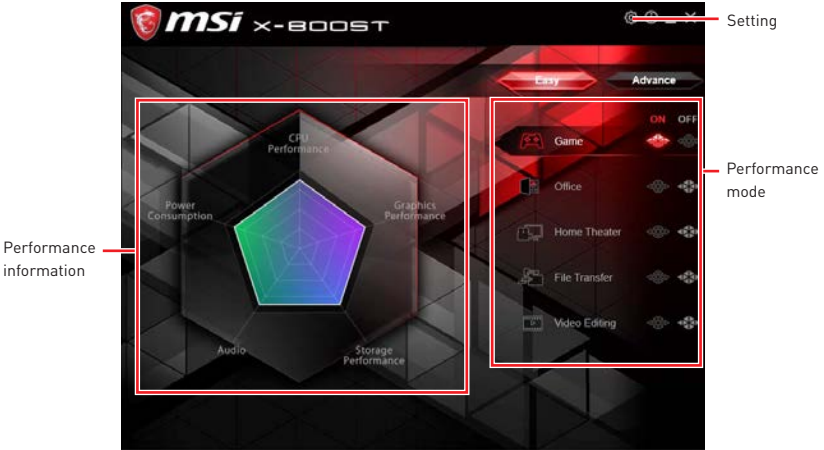 msi X-BOOST
Setting
Easy
Advance
ON OFF
Game
Office
Home Theater
File Transfer
Video Editing
Performance
mode
CPU
Performance
Graphics
Performance
Storage
Performance
Audio
Power
Consumption
Performance
information